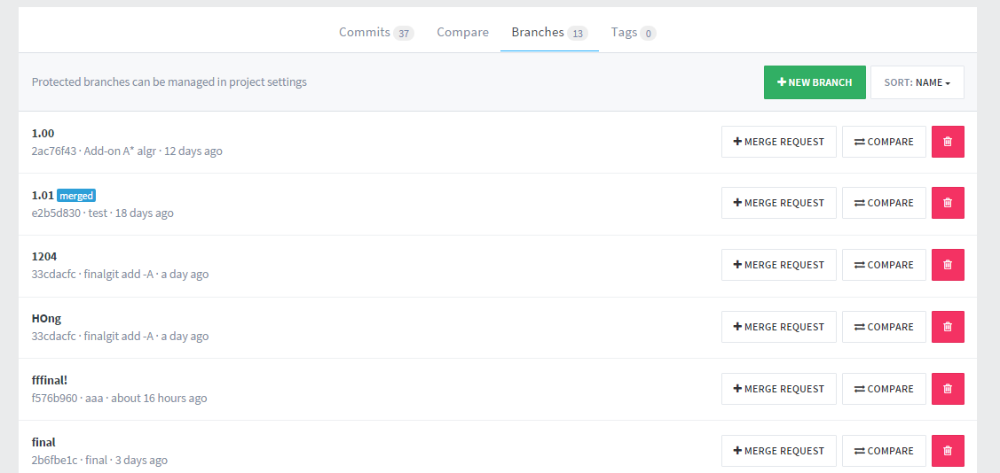 Commits 37 Compare Branches 13 Tags 0
Protected branches can be managed in project settings NEW BRANCH SORT: NAME
1.00
2ac76f43 · Add-on A* algr · 12 days ago MERGE REQUEST COMPARE
1.01 merged
e2b5d830 · test · 18 days ago MERGE REQUEST COMPARE
1204
33cdacfc · finalgit add -A · a day ago MERGE REQUEST COMPARE
HOng
33cdacfc · finalgit add -A · a day ago MERGE REQUEST COMPARE
fffinal!
f576b960 · aaa · about 16 hours ago MERGE REQUEST COMPARE
final
2b6fbe1c · final · 3 days ago MERGE REQUEST COMPARE